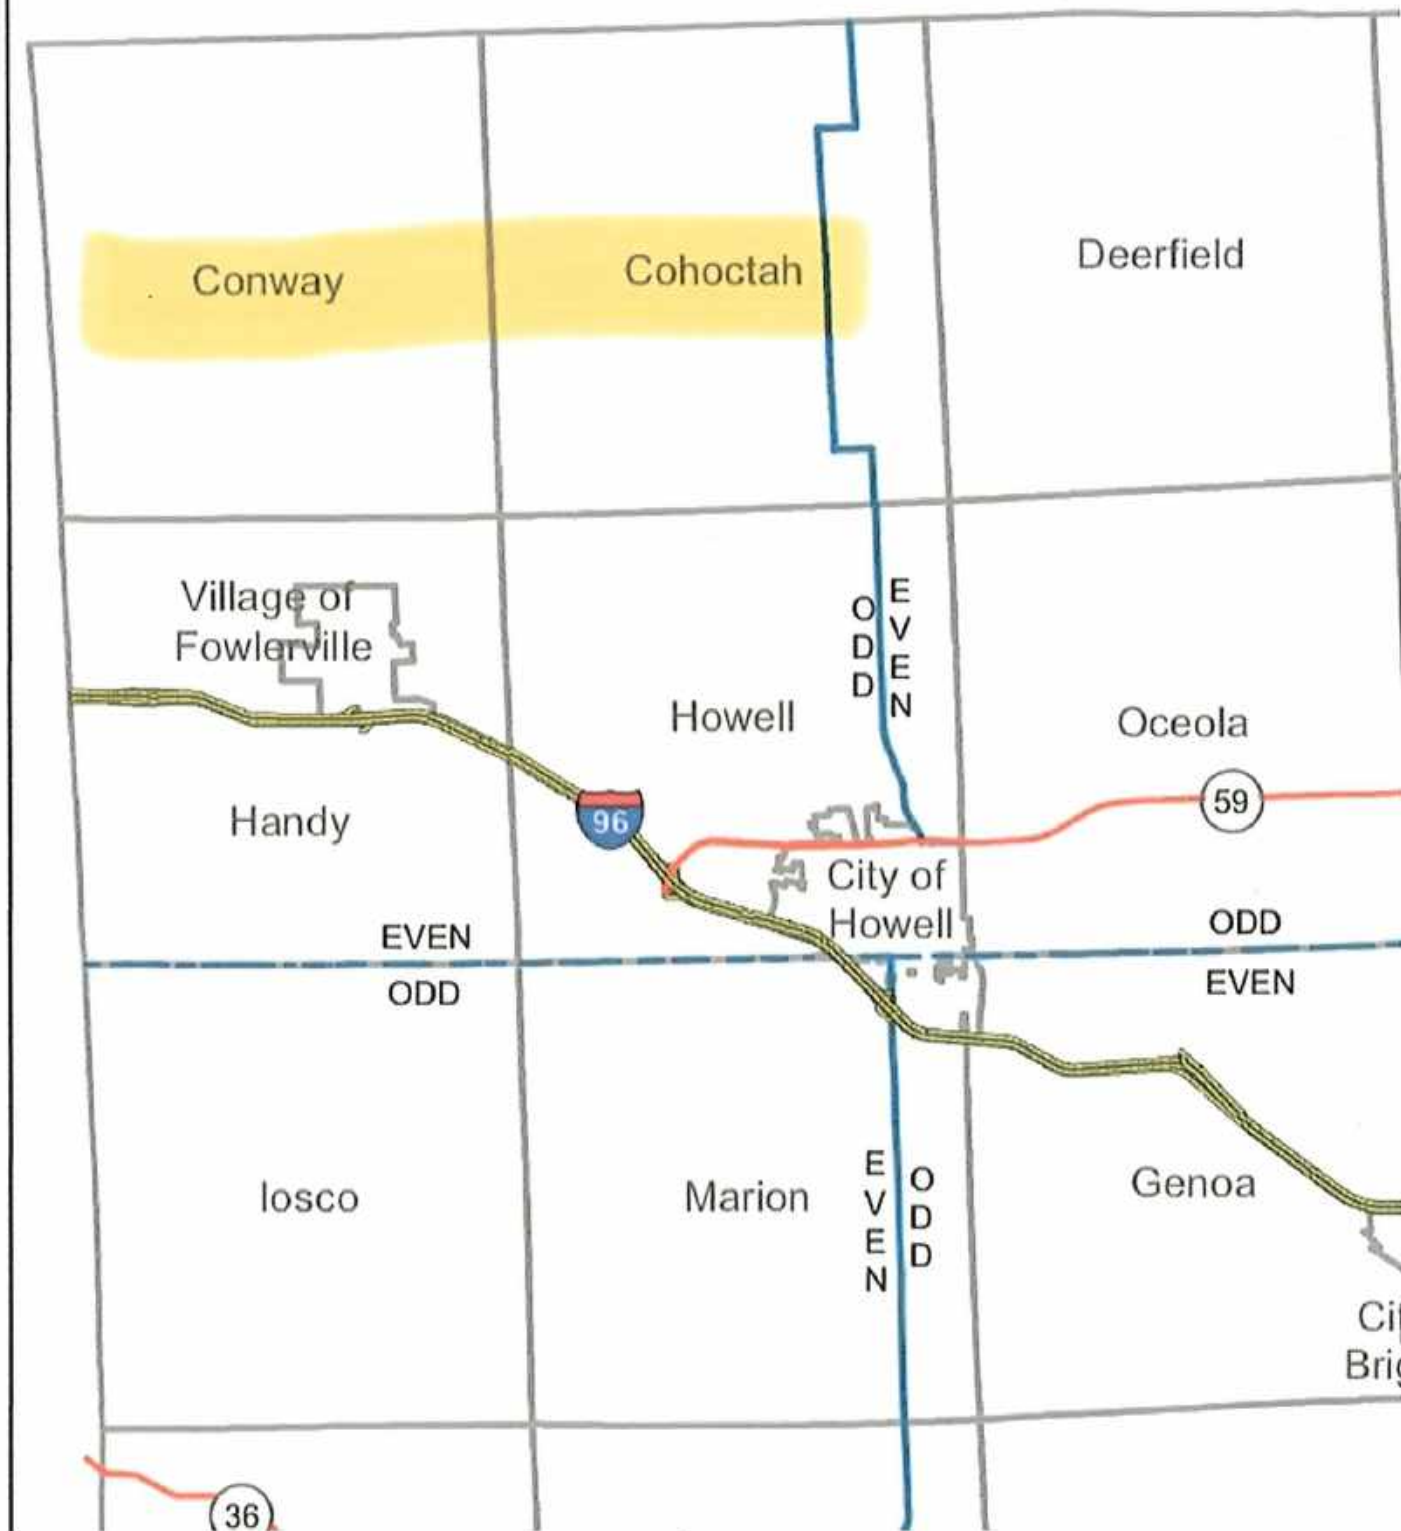 Conway
Cohoctah
Deerfield
Village of
Fowlerville
ODD
EVEN
Howell
Oceola
59
96
Handy
City of
Howell
EVEN
ODD
ODD
EVEN
Iosco
Marion
EVEN
ODD
Genoa
36